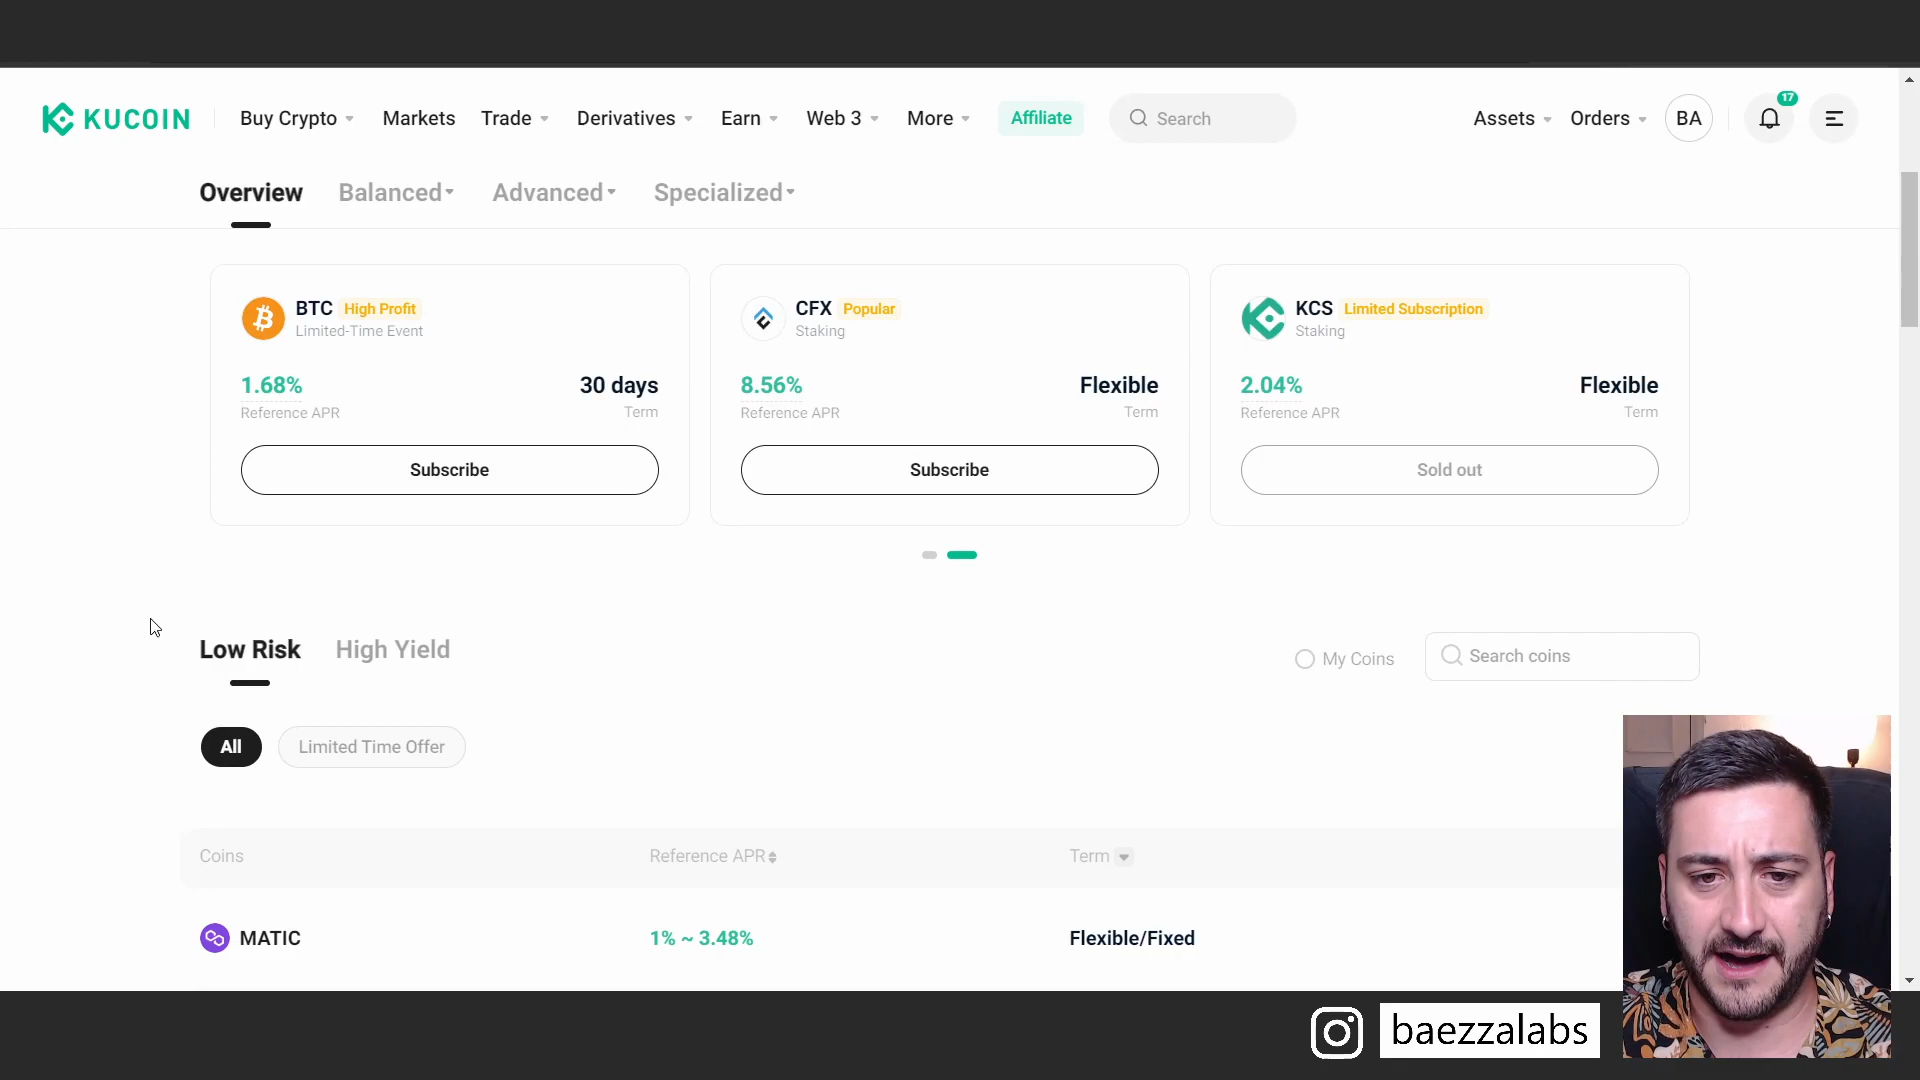 KUCOIN Buy Crypto Markets Trade Derivatives Earn Web 3 More Affiliate Search Assets Orders BA 17
Overview Balanced Advanced Specialized
BTC High Profit
Limited-Time Event
1.68% 30 days
Reference APR Term
Subscribe
CFX Popular
Staking
8.56% Flexible
Reference APR Term
Subscribe
KCS Limited Subscription
Staking
2.04% Flexible
Reference APR Term
Sold out
Low Risk High Yield My Coins Search coins
All Limited Time Offer
Coins Reference APR Term
MATIC 1% ~ 3.48% Flexible/Fixed
baezzalabs